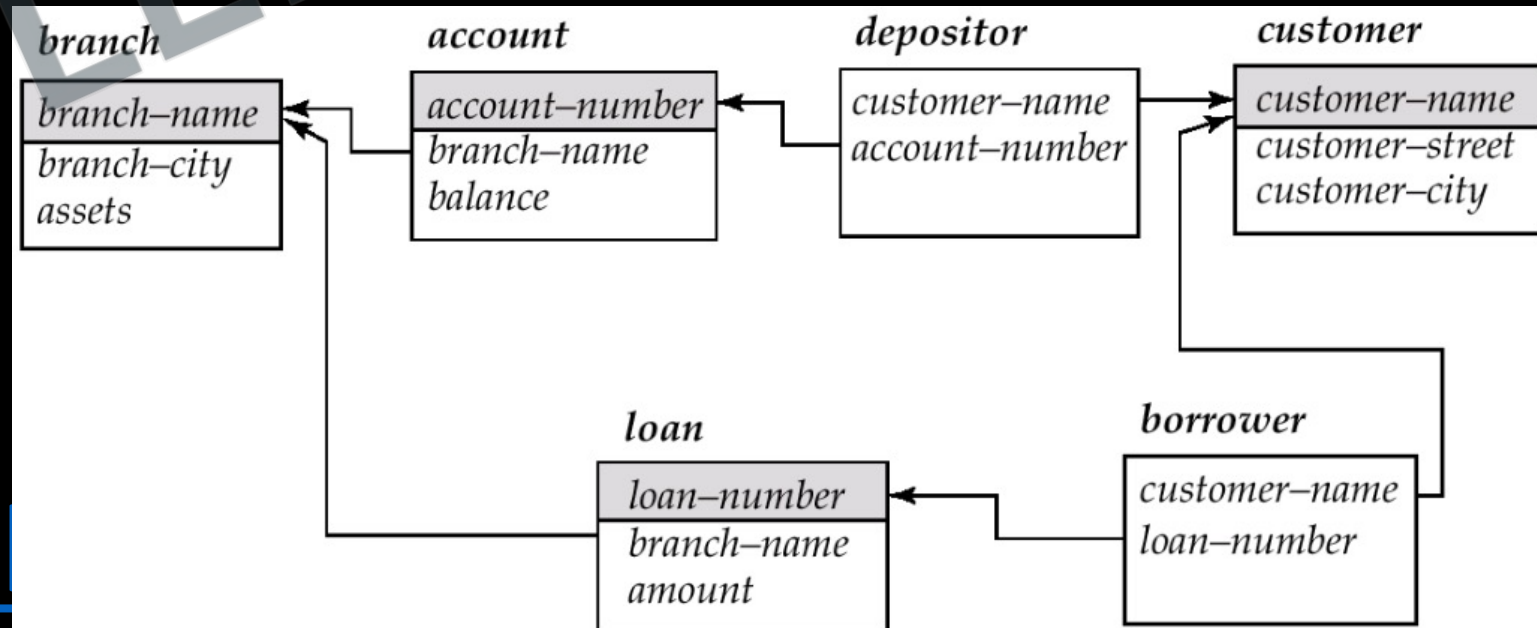 branch
branch–name
branch–city
assets
account
account–number
branch–name
balance
depositor
customer–name
account–number
customer
customer–name
customer–street
customer–city
loan
loan–number
branch–name
amount
borrower
customer–name
loan–number